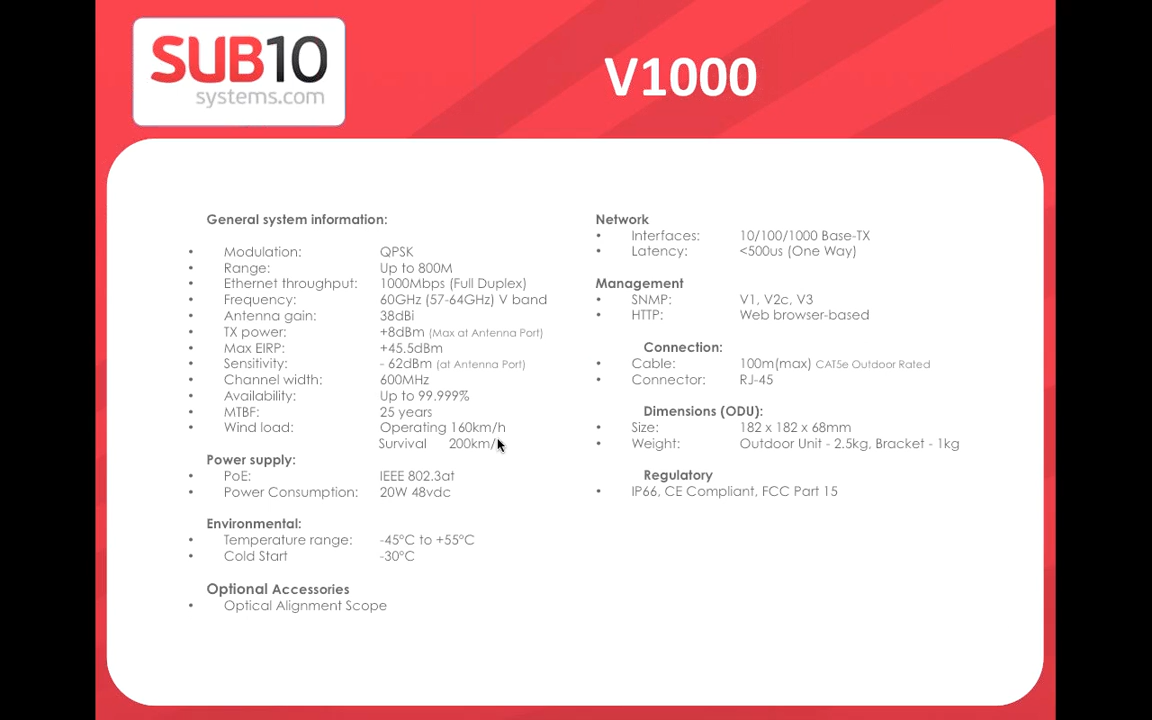 SUB10
systems.com
V1000
General system information:
• Modulation: QPSK
• Range: Up to 800M
• Ethernet throughput: 1000Mbps (Full Duplex)
• Frequency: 60GHz (57-64GHz) V band
• Antenna gain: 38dBi
• TX power: +8dBm (Max at Antenna Port)
• Max EIRP: +45.5dBm
• Sensitivity: - 62dBm (at Antenna Port)
• Channel width: 600MHz
• Availability: Up to 99.999%
• MTBF: 25 years
• Wind load: Operating 160km/h
Survival 200km/h
Power supply:
• PoE: IEEE 802.3at
• Power Consumption: 20W 48vdc
Environmental:
• Temperature range: -45°C to +55°C
• Cold Start -30°C
Optional Accessories
• Optical Alignment Scope
Network
• Interfaces: 10/100/1000 Base-TX
• Latency: <500us (One Way)
Management
• SNMP: V1, V2c, V3
• HTTP: Web browser-based
Connection:
• Cable: 100m(max) CAT5e Outdoor Rated
• Connector: RJ-45
Dimensions (ODU):
• Size: 182 x 182 x 68mm
• Weight: Outdoor Unit - 2.5kg, Bracket - 1kg
Regulatory
• IP66, CE Compliant, FCC Part 15